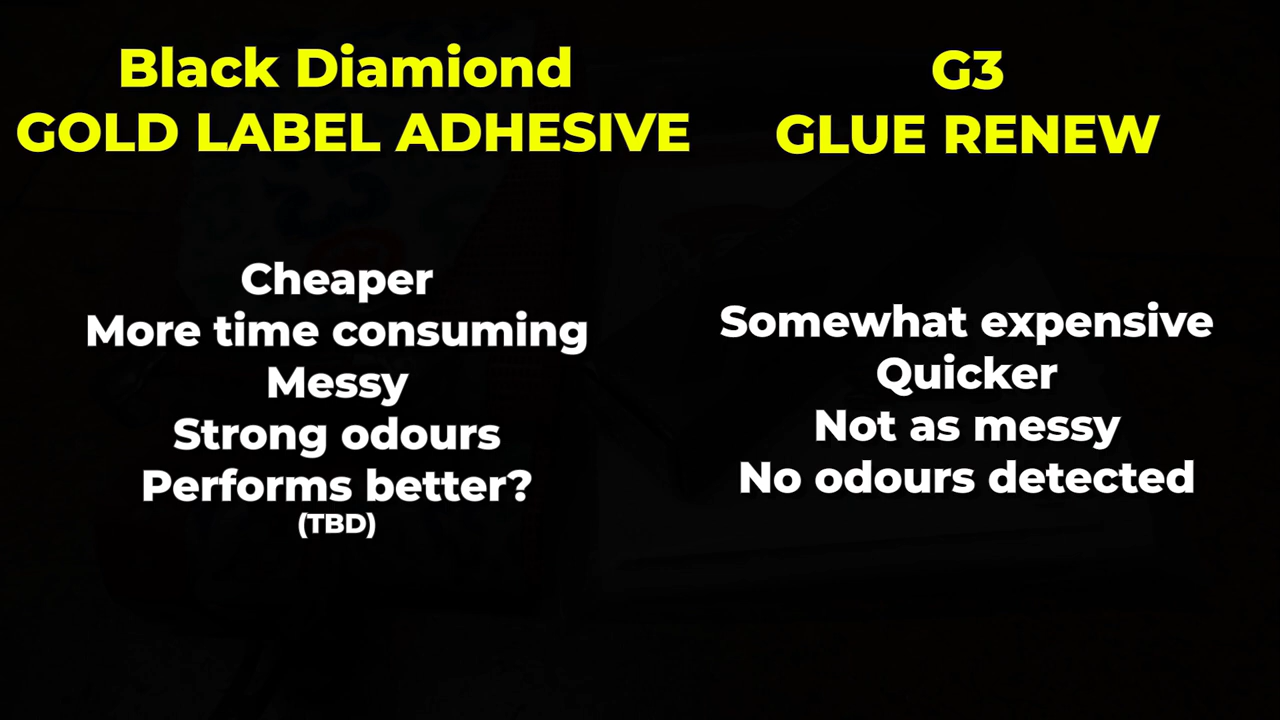 Black Diamiond
GOLD LABEL ADHESIVE
Cheaper
More time consuming
Messy
Strong odours
Performs better?
(TBD)
G3
GLUE RENEW
Somewhat expensive
Quicker
Not as messy
No odours detected